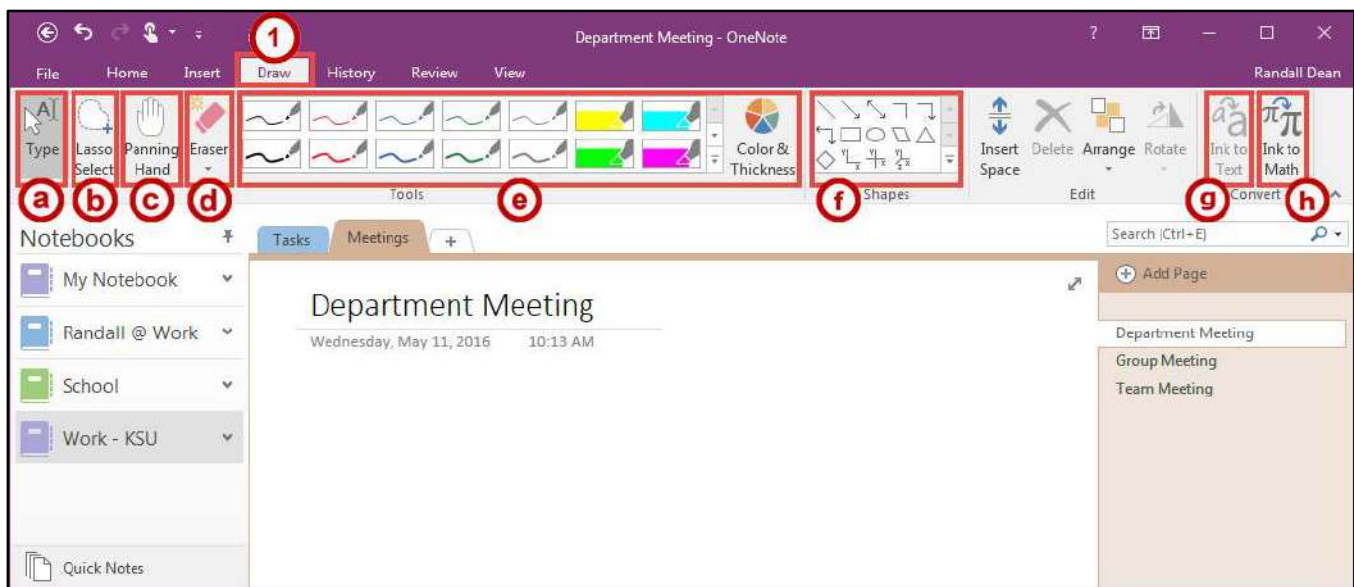 1
Department Meeting - OneNote
?
File Home Insert Draw History Review View Randall Dean
Type
Lasso Select
Panning Hand
Eraser
Color & Thickness
Insert Space
Delete
Arrange
Rotate
Ink to Text
Ink to Math
Tools
Shapes
Edit
Convert
a b c d e f g h
Notebooks
Tasks Meetings +
Search (Ctrl+E)
My Notebook
Randall @ Work
School
Work - KSU
Quick Notes
Department Meeting
Wednesday, May 11, 2016 10:13 AM
Add Page
Department Meeting
Group Meeting
Team Meeting